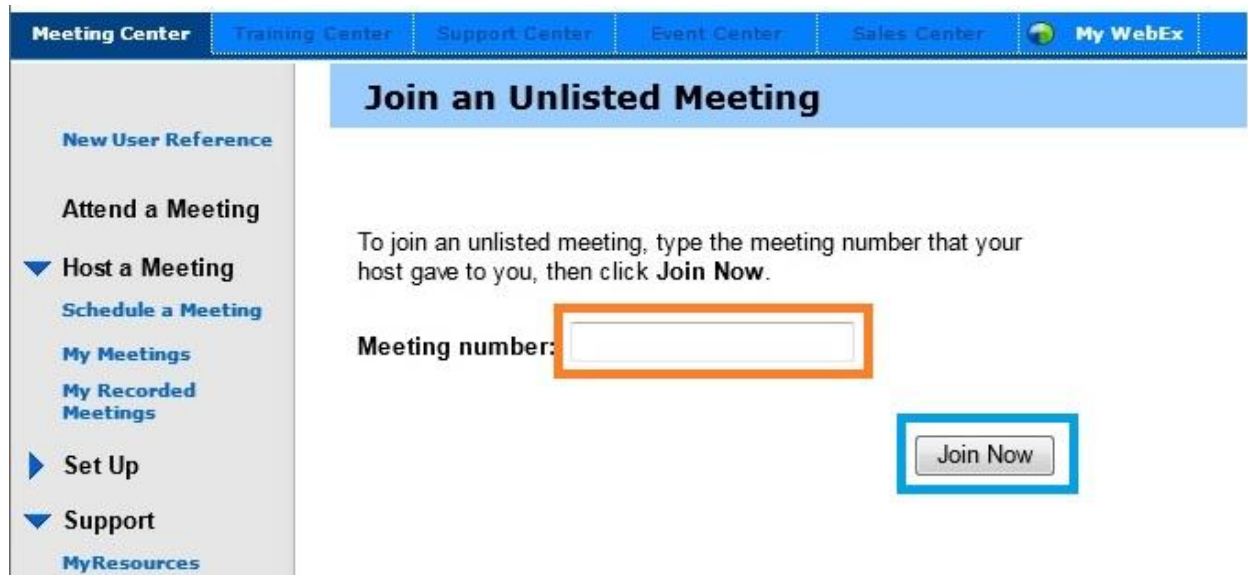 Meeting Center Training Center Support Center Event Center Sales Center My WebEx
Join an Unlisted Meeting
New User Reference
Attend a Meeting
Host a Meeting
Schedule a Meeting
My Meetings
My Recorded
Meetings
Set Up
Support
MyResources
To join an unlisted meeting, type the meeting number that your
host gave to you, then click Join Now.
Meeting number:
Join Now